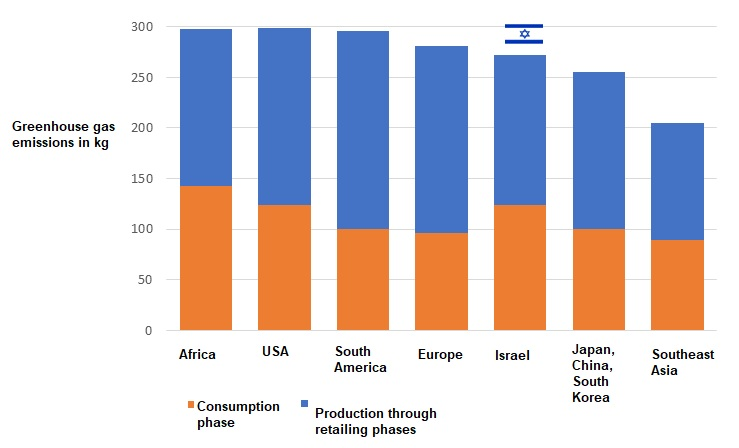 Greenhouse gas
emissions in kg
300
250
200
150
100
50
0
Africa
USA
South
America
Europe
Israel
Japan,
China,
South
Korea
Southeast
Asia
Consumption
phase
Production through
retailing phases